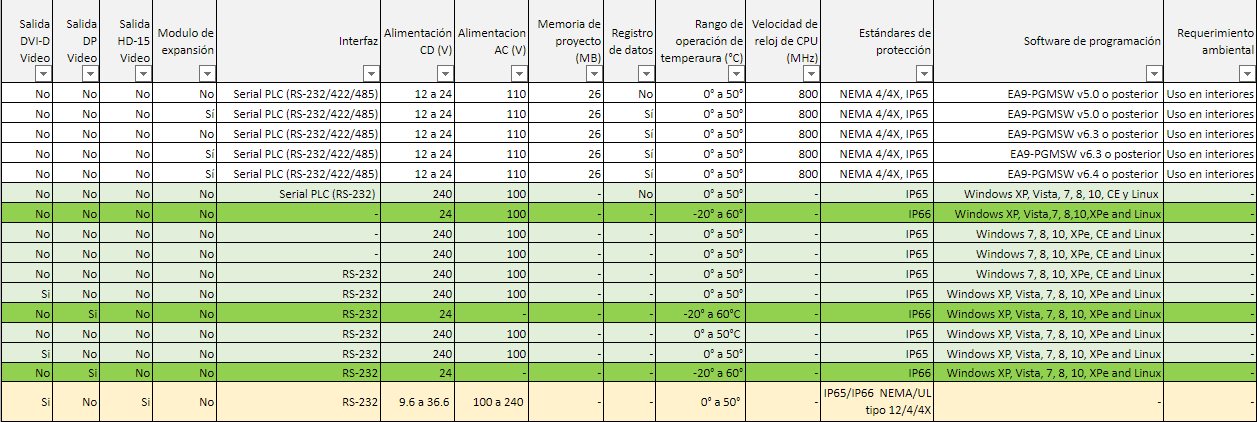 Salida DVI-D Video | Salida DP Video | Salida HD-15 Video | Modulo de expansión | Interfaz | Alimentación CD (V) | Alimentacion AC (V) | Memoria de proyecto (MB) | Registro de datos | Rango de operación de temperaura (°C) | Velocidad de reloj de CPU (MHz) | Estándares de protección | Software de programación | Requerimiento ambiental
No | No | No | No | Serial PLC (RS-232/422/485) | 12 a 24 | 110 | 26 | No | 0° a 50° | 800 | NEMA 4/4X, IP65 | EA9-PGMSW v5.0 o posterior | Uso en interiores
No | No | No | Sí | Serial PLC (RS-232/422/485) | 12 a 24 | 110 | 26 | Sí | 0° a 50° | 800 | NEMA 4/4X, IP65 | EA9-PGMSW v5.0 o posterior | Uso en interiores
No | No | No | No | Serial PLC (RS-232/422/485) | 12 a 24 | 110 | 26 | Sí | 0° a 50° | 800 | NEMA 4/4X, IP65 | EA9-PGMSW v6.3 o posterior | Uso en interiores
No | No | No | Sí | Serial PLC (RS-232/422/485) | 12 a 24 | 110 | 26 | Sí | 0° a 50° | 800 | NEMA 4/4X, IP65 | EA9-PGMSW v6.3 o posterior | Uso en interiores
No | No | No | Sí | Serial PLC (RS-232/422/485) | 12 a 24 | 110 | 26 | Sí | 0° a 50° | 800 | NEMA 4/4X, IP65 | EA9-PGMSW v6.4 o posterior | Uso en interiores
No | No | No | No | Serial PLC (RS-232) | 240 | 100 | - | No | 0° a 50° | - | IP65 | Windows XP, Vista, 7, 8, 10, CE y Linux | -
No | No | No | No | - | 24 | 100 | - | - | -20° a 60° | - | IP66 | Windows XP, Vista,7, 8,10,XPe and Linux | -
No | No | No | No | - | 240 | 100 | - | - | 0° a 50° | - | IP65 | Windows 7, 8, 10, XPe, CE and Linux | -
No | No | No | No | - | 240 | 100 | - | - | 0° a 50° | - | IP65 | Windows 7, 8, 10, XPe, CE and Linux | -
No | No | No | No | RS-232 | 240 | 100 | - | - | 0° a 50° | - | IP65 | Windows 7, 8, 10, XPe, CE and Linux | -
Si | No | No | No | RS-232 | 240 | 100 | - | - | 0° a 50° | - | IP65 | Windows XP, Vista, 7, 8, 10, XPe and Linux | -
No | Si | No | No | RS-232 | 24 | - | - | - | -20° a 60°C | - | IP66 | Windows XP, Vista, 7, 8, 10, XPe and Linux | -
No | No | No | No | RS-232 | 240 | 100 | - | - | 0° a 50°C | - | IP65 | Windows XP, Vista, 7, 8, 10, XPe and Linux | -
Si | No | No | No | RS-232 | 240 | 100 | - | - | 0° a 50° | - | IP65 | Windows XP, Vista, 7, 8, 10, XPe and Linux | -
No | Si | No | No | RS-232 | 24 | - | - | - | -20° a 60° | - | IP66 | Windows XP, Vista, 7, 8, 10, XPe and Linux | -
Si | No | Si | No | RS-232 | 9.6 a 36.6 | 100 a 240 | - | - | 0° a 50° | - | IP65/IP66 NEMA/UL tipo 12/4/4X | - | -